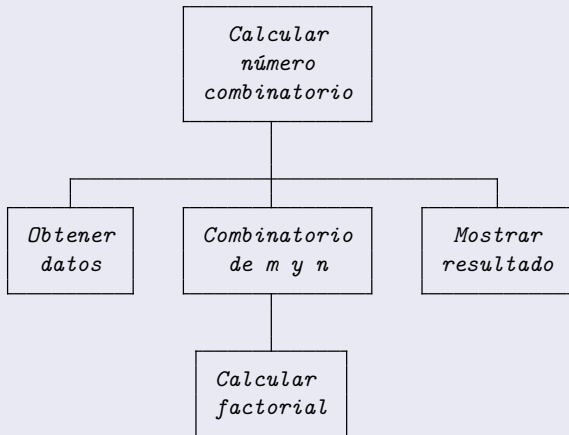 Calcular
número
combinatorio
Obtener
datos
Combinatorio
de m y n
Mostrar
resultado
Calcular
factorial